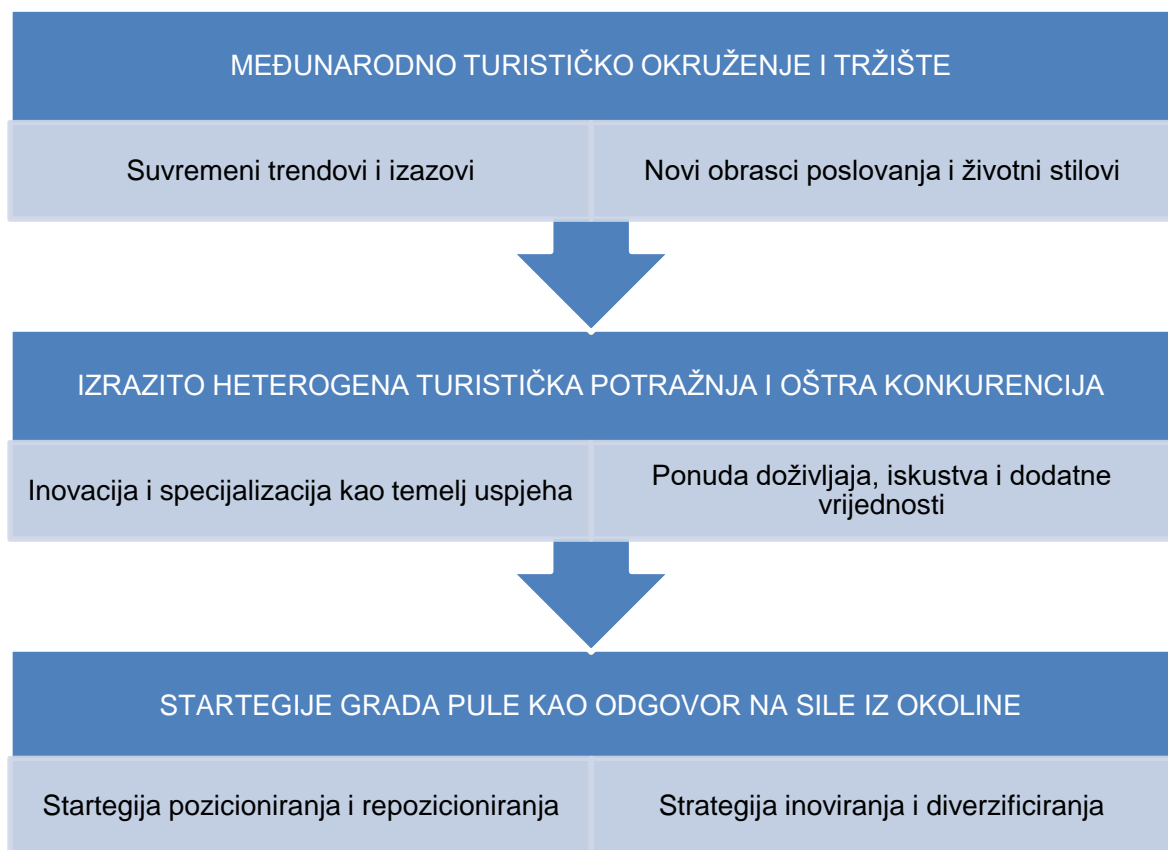 MEĐUNARODNO TURISTIČKO OKRUŽENJE I TRŽIŠTE
Suvremeni trendovi i izazovi
Novi obrasci poslovanja i životni stilovi
IZRAZITO HETEROGENA TURISTIČKA POTRAŽNJA I OŠTRA KONKURENCIJA
Inovacija i specijalizacija kao temelj uspjeha
Ponuda doživljaja, iskustva i dodatne
vrijednosti
STARTEGIJE GRADA PULE KAO ODGOVOR NA SILE IZ OKOLINE
Startegija pozicioniranja i repozicioniranja
Strategija inoviranja i diverzificiranja